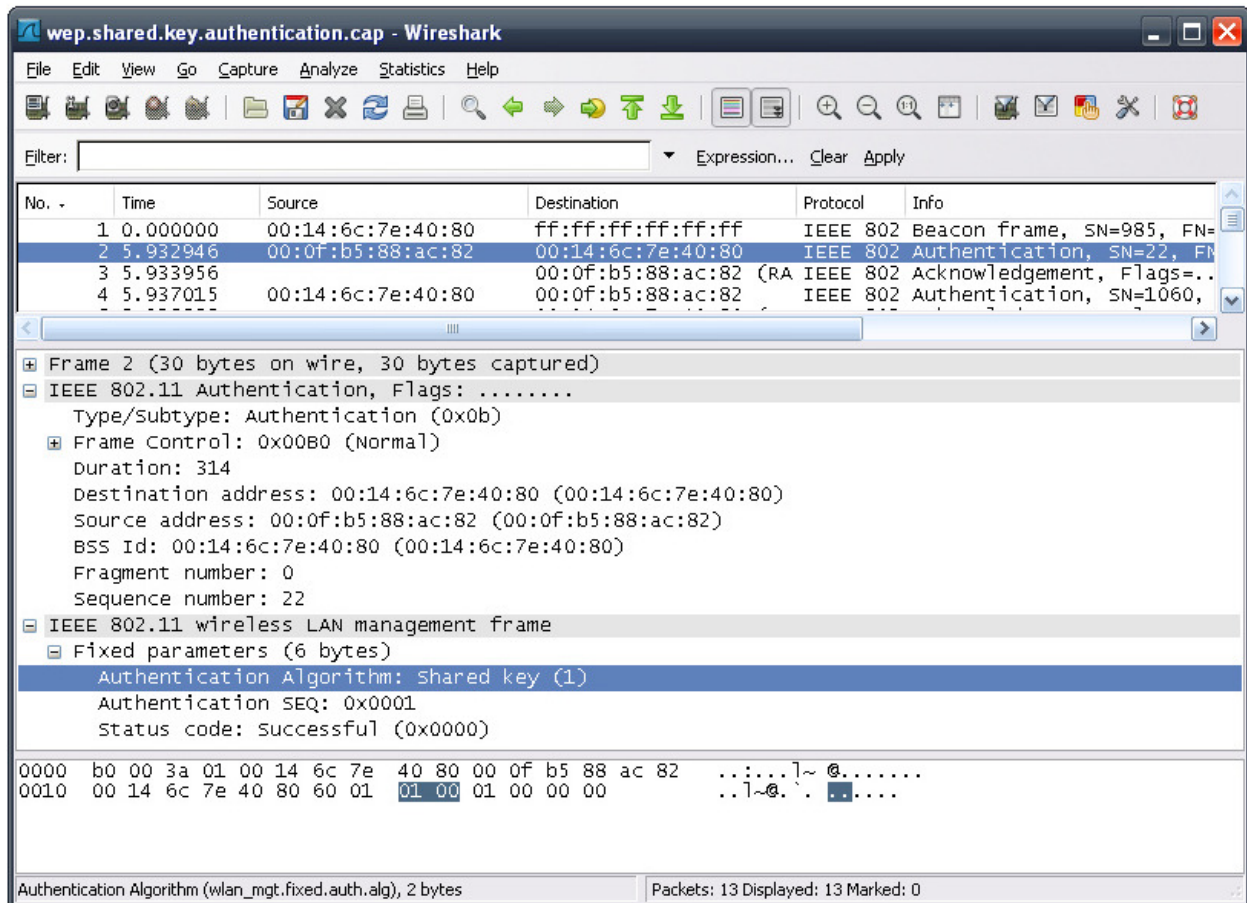 wep.shared.key.authentication.cap - Wireshark
File Edit View Go Capture Analyze Statistics Help
Filter: Expression... Clear Apply
No. Time Source Destination Protocol Info
1 0.000000 00:14:6c:7e:40:80 ff:ff:ff:ff:ff:ff IEEE 802 Beacon frame, SN=985, FN=
2 5.932946 00:0f:b5:88:ac:82 00:14:6c:7e:40:80 IEEE 802 Authentication, SN=22, FN
3 5.933956 00:0f:b5:88:ac:82 (RA IEEE 802 Acknowledgement, Flags=..
4 5.937015 00:14:6c:7e:40:80 00:0f:b5:88:ac:82 IEEE 802 Authentication, SN=1060,
Frame 2 (30 bytes on wire, 30 bytes captured)
IEEE 802.11 Authentication, Flags: ........
Type/Subtype: Authentication (0x0b)
Frame Control: 0x00B0 (Normal)
Duration: 314
Destination address: 00:14:6c:7e:40:80 (00:14:6c:7e:40:80)
Source address: 00:0f:b5:88:ac:82 (00:0f:b5:88:ac:82)
BSS Id: 00:14:6c:7e:40:80 (00:14:6c:7e:40:80)
Fragment number: 0
Sequence number: 22
IEEE 802.11 wireless LAN management frame
Fixed parameters (6 bytes)
Authentication Algorithm: Shared key (1)
Authentication SEQ: 0x0001
Status code: Successful (0x0000)
0000 b0 00 3a 01 00 14 6c 7e 40 80 00 0f b5 88 ac 82 ..:...l~ @.......
0010 00 14 6c 7e 40 80 60 01 01 00 01 00 00 00 ..l~@.`. ......
Authentication Algorithm (wlan_mgt.fixed.auth.alg), 2 bytes Packets: 13 Displayed: 13 Marked: 0